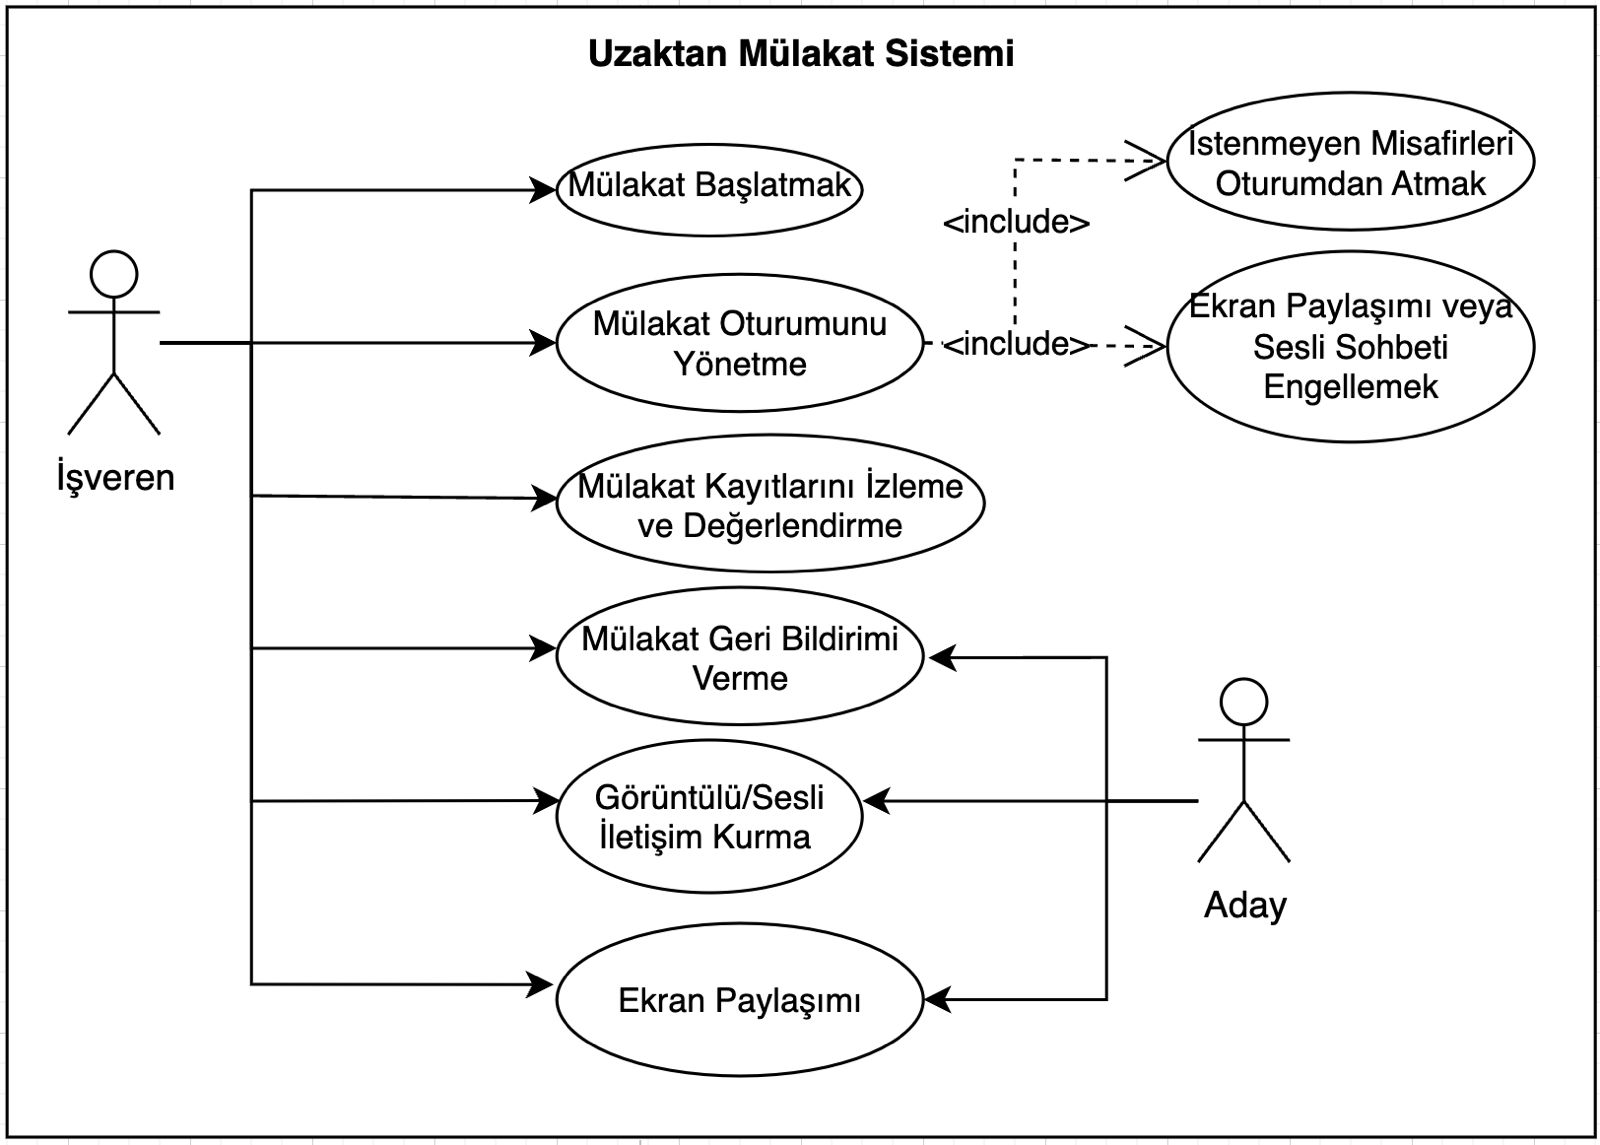 Uzaktan Mülakat Sistemi
İstenmeyen Misafirleri
Oturumdan Atmak
Mülakat Başlatmak
<include>
Mülakat Oturumunu
Yönetme
<include>
Ekran Paylaşımı veya
Sesli Sohbeti
Engellemek
İşveren
Mülakat Kayıtlarını İzleme
ve Değerlendirme
Mülakat Geri Bildirimi
Verme
Görüntülü/Sesli
İletişim Kurma
Aday
Ekran Paylaşımı